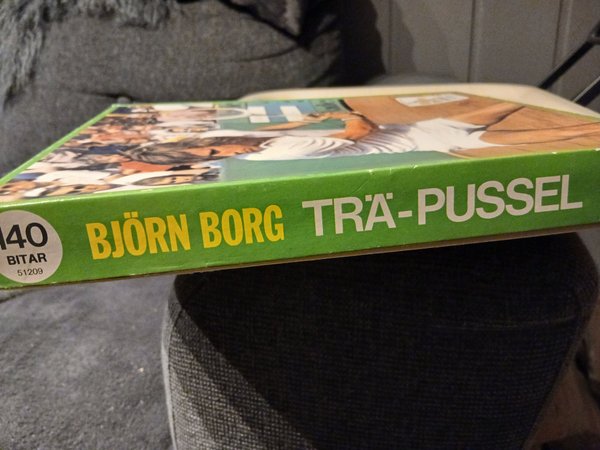 140
BITAR
51209
BJÖRN BORG TRÄ-PUSSEL